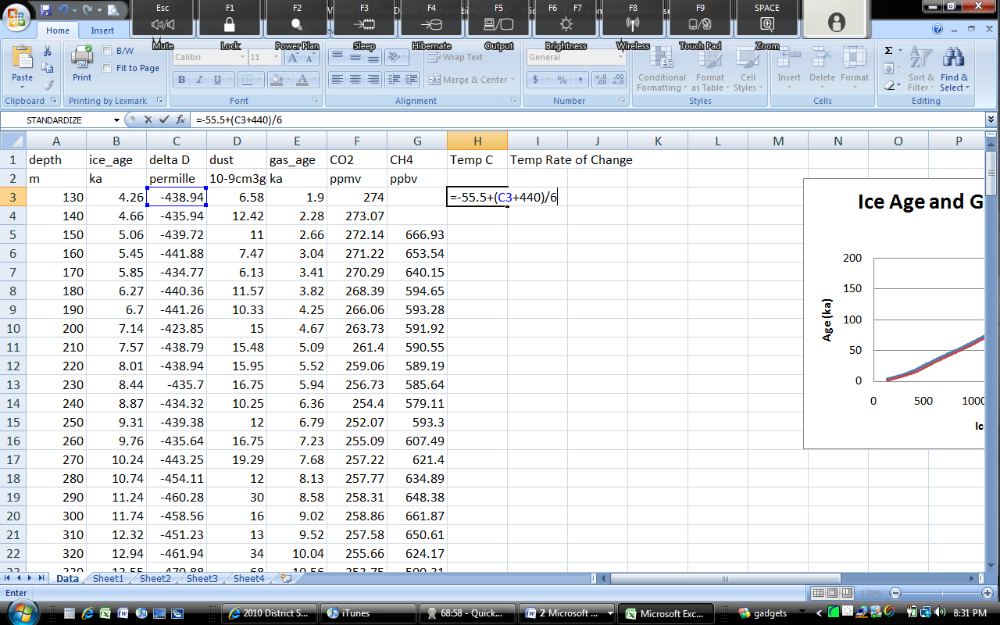 Esc F1 F2 F3 F4 F5 F6 F7 F8 F9 SPACE
Mute Lock Power Plan Sleep Hibernate Output Brightness Wireless Touch Pad Zoom
Home Insert
Paste Print B/W Fit to Page Calibri 11 Wrap Text General Conditional Formatting Format as Table Cell Styles Insert Delete Format Sort & Filter Find & Select
B I U Merge & Center $ % ,
Clipboard Printing by Lexmark Font Alignment Number Styles Cells Editing
STANDARDIZE fx =-55.5+(C3+440)/6
A B C D E F G H I J K L M N O P
1 depth ice_age delta D dust gas_age CO2 CH4 Temp C Temp Rate of Change
2 m ka permille 10-9cm3g ka ppmv ppbv
3 130 4.26 -438.94 6.58 1.9 274 =-55.5+(C3+440)/6
4 140 4.66 -435.94 12.42 2.28 273.07
5 150 5.06 -439.72 11 2.66 272.14 666.93
6 160 5.45 -441.88 7.47 3.04 271.22 653.54
7 170 5.85 -434.77 6.13 3.41 270.29 640.15
8 180 6.27 -440.36 11.57 3.82 268.39 594.65
9 190 6.7 -441.26 10.33 4.25 266.06 593.28
10 200 7.14 -423.85 15 4.67 263.73 591.92
11 210 7.57 -438.79 15.48 5.09 261.4 590.55
12 220 8.01 -438.94 15.95 5.52 259.06 589.19
13 230 8.44 -435.7 16.75 5.94 256.73 585.64
14 240 8.87 -434.32 10.25 6.36 254.4 579.11
15 250 9.31 -439.38 12 6.79 252.07 593.3
16 260 9.76 -435.64 16.75 7.23 255.09 607.49
17 270 10.24 -443.25 19.29 7.68 257.22 621.4
18 280 10.74 -454.11 12 8.13 257.77 634.89
19 290 11.24 -460.28 30 8.58 258.31 648.38
20 300 11.74 -458.56 16 9.02 258.86 661.87
21 310 12.32 -451.23 13 9.52 257.58 650.61
22 320 12.94 -461.94 34 10.04 255.66 624.17
Ice Age and G
200
150
100
50
0
Age (ka)
0 500 1000
Ic
Data Sheet1 Sheet2 Sheet3 Sheet4
Enter 120%
2010 District S... iTunes 68:58 - Quick... 2 Microsoft ... Microsoft Exc... gadgets 8:31 PM